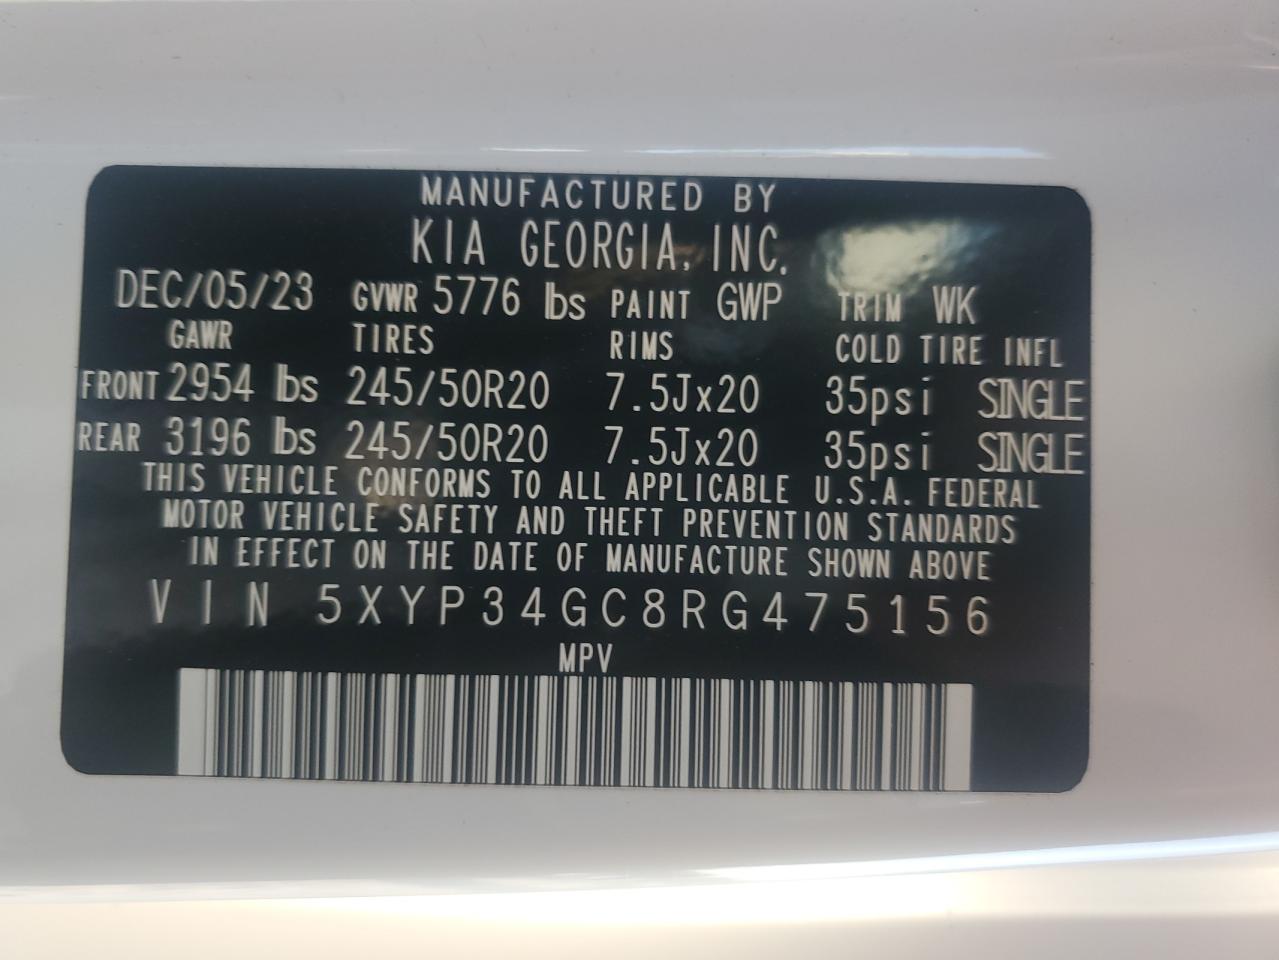 MANUFACTURED BY
KIA GEORGIA, INC.
DEC/05/23 GVWR 5776 lbs PAINT GWP TRIM WK
GAWR TIRES RIMS COLD TIRE INFL
FRONT 2954 lbs 245/50R20 7.5Jx20 35psi SINGLE
REAR 3196 lbs 245/50R20 7.5Jx20 35psi SINGLE
THIS VEHICLE CONFORMS TO ALL APPLICABLE U.S.A. FEDERAL
MOTOR VEHICLE SAFETY AND THEFT PREVENTION STANDARDS
IN EFFECT ON THE DATE OF MANUFACTURE SHOWN ABOVE
VIN 5XYP34GC8RG475156
MPV